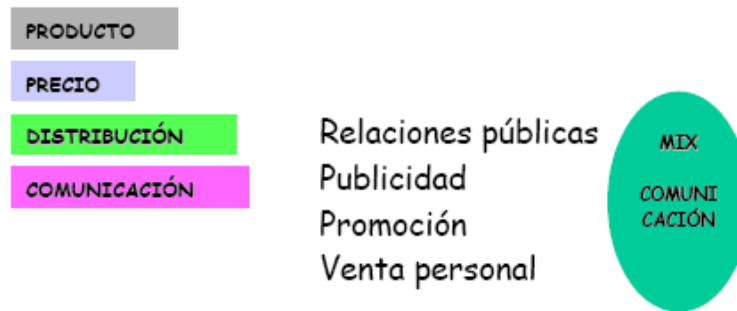 PRODUCTO
PRECIO
DISTRIBUCIÓN
COMUNICACIÓN
Relaciones públicas
Publicidad
Promoción
Venta personal
MIX
COMUNI
CACIÓN